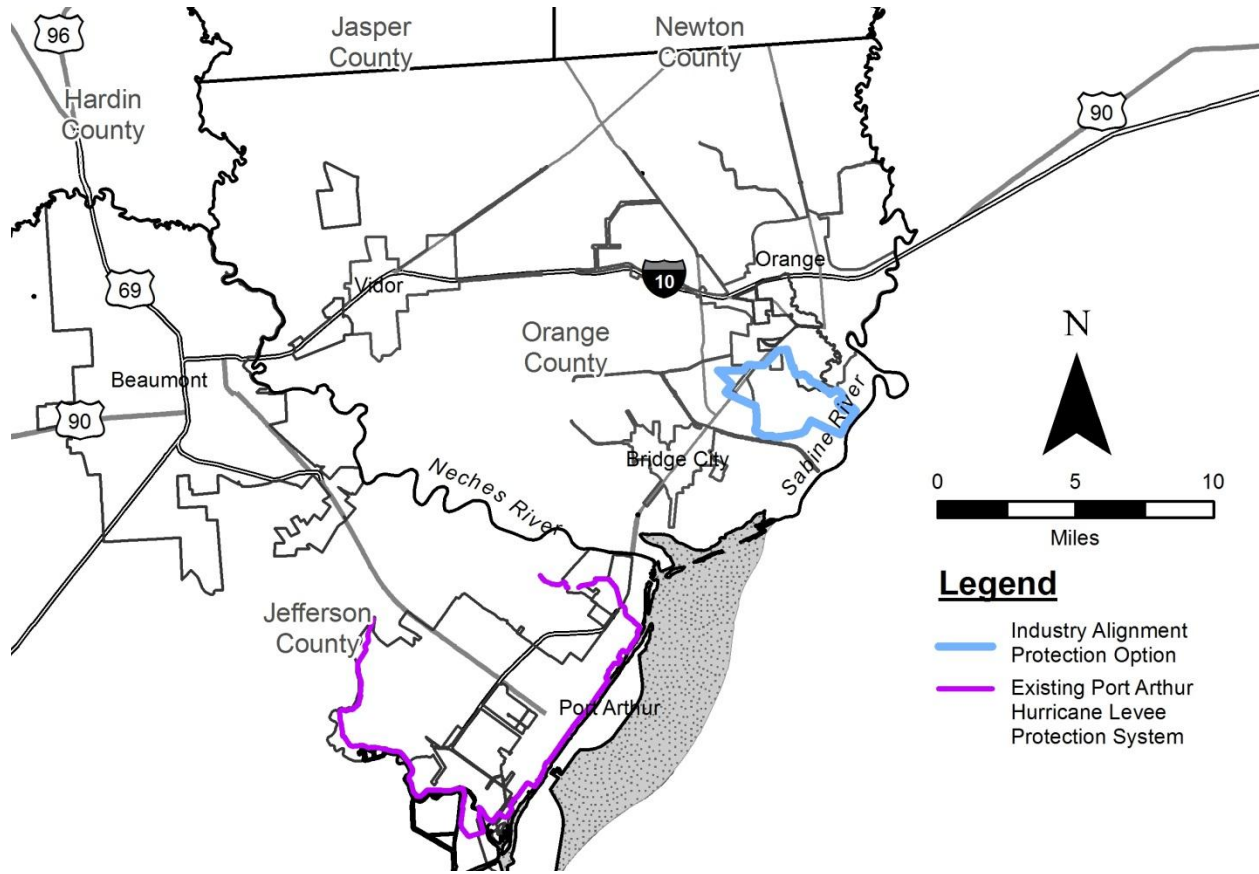 96
Jasper
County
Newton
County
Hardin
County
90
69
Vidor
10
Orange
Orange
County
Beaumont
90
Bridge City
Sabine River
Neches River
Jefferson
County
Port Arthur
N
0 5 10
Miles
Legend
Industry Alignment
Protection Option
Existing Port Arthur
Hurricane Levee
Protection System